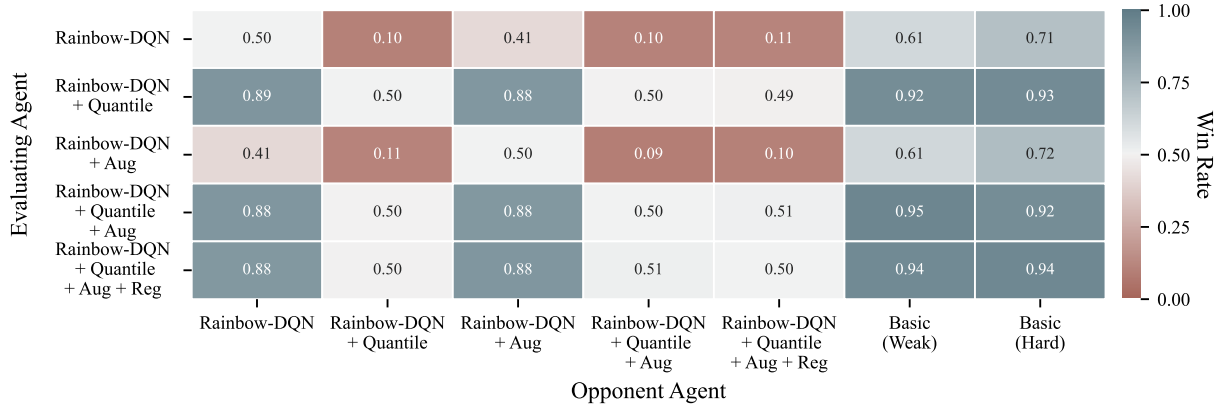 Evaluating Agent
Rainbow-DQN
0.50 0.10 0.41 0.10 0.11 0.61 0.71
Rainbow-DQN
+ Quantile
0.89 0.50 0.88 0.50 0.49 0.92 0.93
Rainbow-DQN
+ Aug
0.41 0.11 0.50 0.09 0.10 0.61 0.72
Rainbow-DQN
+ Quantile
+ Aug
0.88 0.50 0.88 0.50 0.51 0.95 0.92
Rainbow-DQN
+ Quantile
+ Aug + Reg
0.88 0.50 0.88 0.51 0.50 0.94 0.94
Rainbow-DQN
Rainbow-DQN
+ Quantile
Rainbow-DQN
+ Aug
Rainbow-DQN
+ Quantile
+ Aug
Rainbow-DQN
+ Quantile
+ Aug + Reg
Basic
(Weak)
Basic
(Hard)
Opponent Agent
1.00
0.75
0.50
0.25
0.00
Win Rate